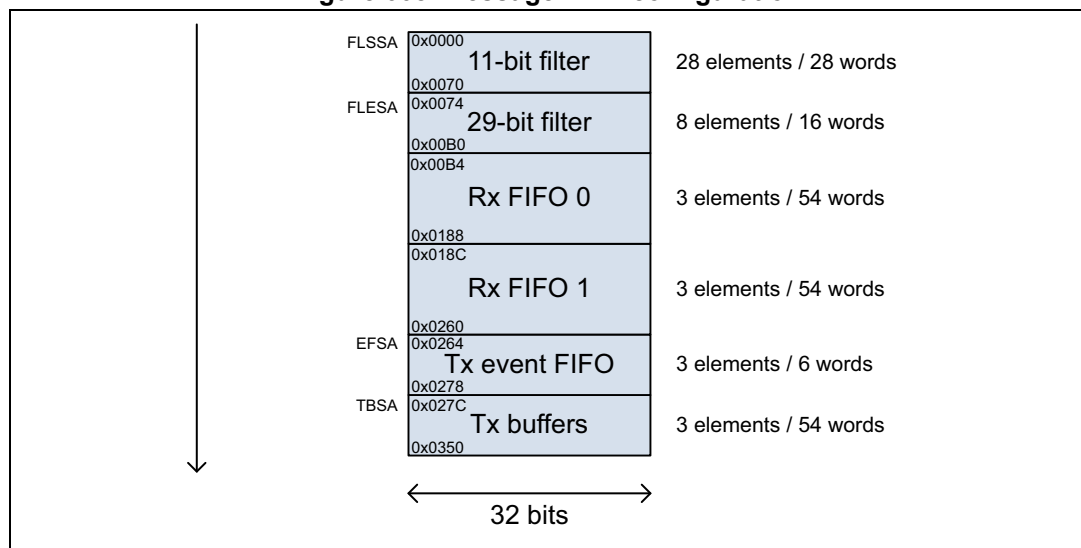 FLSSA 0x0000
11-bit filter 28 elements / 28 words
0x0070
FLESA 0x0074
29-bit filter 8 elements / 16 words
0x00B0
0x00B4
Rx FIFO 0 3 elements / 54 words
0x0188
0x018C
Rx FIFO 1 3 elements / 54 words
0x0260
EFSA 0x0264
Tx event FIFO 3 elements / 6 words
0x0278
TBSA 0x027C
Tx buffers 3 elements / 54 words
0x0350
32 bits